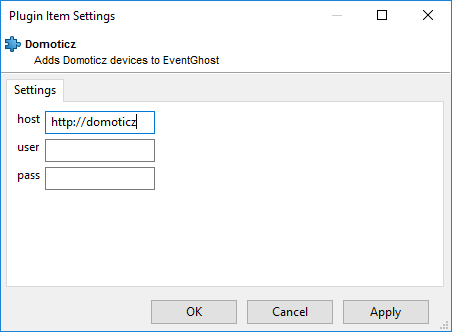 Plugin Item Settings
Domoticz
Adds Domoticz devices to EventGhost
Settings
host http://domoticz
user
pass
OK Cancel Apply